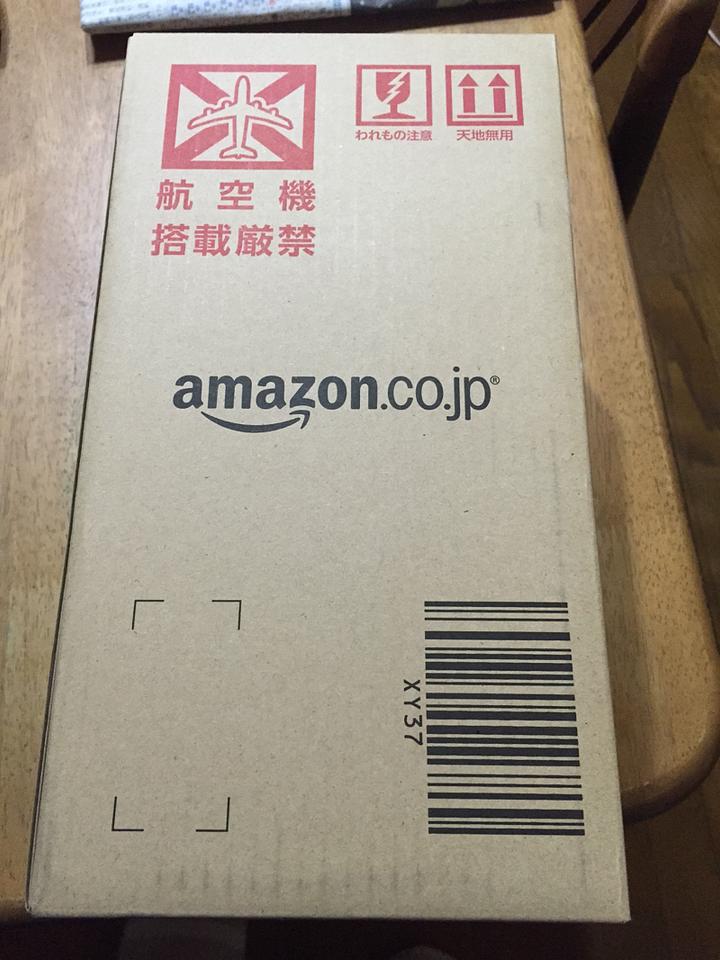 われもの注意
天地無用
航空機
搭載厳禁
amazon.co.jp®
XY37